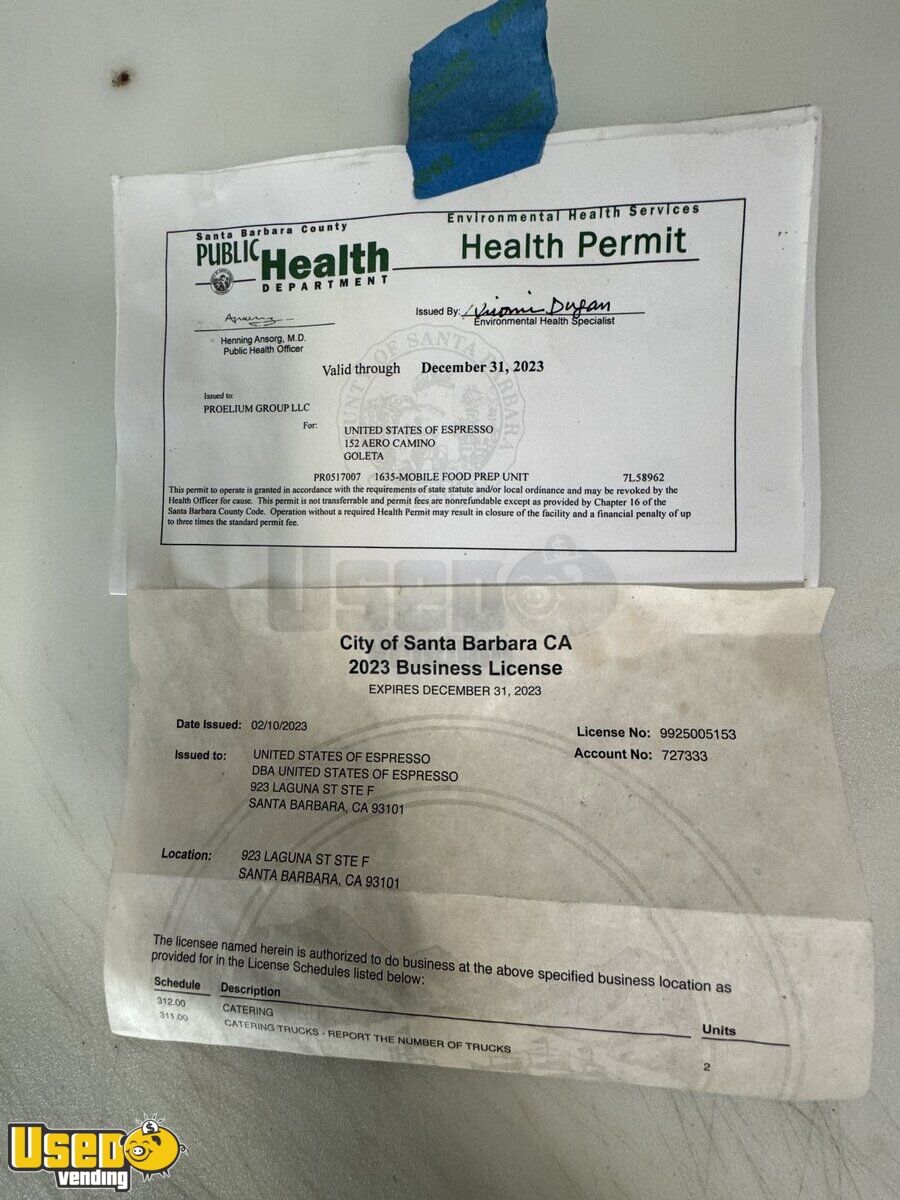 Santa Barbara County
PUBLIC Health
DEPARTMENT
Environmental Health Services
Health Permit
Issued By:
Environmental Health Specialist
Henning Ansorg, M.D.
Public Health Officer
Valid through December 31, 2023
Issued to:
PROELIUM GROUP LLC
For:
UNITED STATES OF ESPRESSO
152 AERO CAMINO
GOLETA
PR0517007 1635-MOBILE FOOD PREP UNIT 7L58962
This permit to operate is granted in accordance with the requirements of state statute and/or local ordinance and may be revoked by the
Health Officer for cause. This permit is not transferrable and permit fees are nonrefundable except as provided by Chapter 16 of the
Santa Barbara County Code. Operation without a required Health Permit may result in closure of the facility and a financial penalty of up
to three times the standard permit fee.
USED
City of Santa Barbara CA
2023 Business License
EXPIRES DECEMBER 31, 2023
Date Issued: 02/10/2023
License No: 9925005153
Account No: 727333
Issued to: UNITED STATES OF ESPRESSO
DBA UNITED STATES OF ESPRESSO
923 LAGUNA ST STE F
SANTA BARBARA, CA 93101
Location: 923 LAGUNA ST STE F
SANTA BARBARA, CA 93101
The licensee named herein is authorized to do business at the above specified business location as
provided for in the License Schedules listed below:
Schedule Description Units
312.00 CATERING
311.00 CATERING TRUCKS - REPORT THE NUMBER OF TRUCKS 2
USED
vending